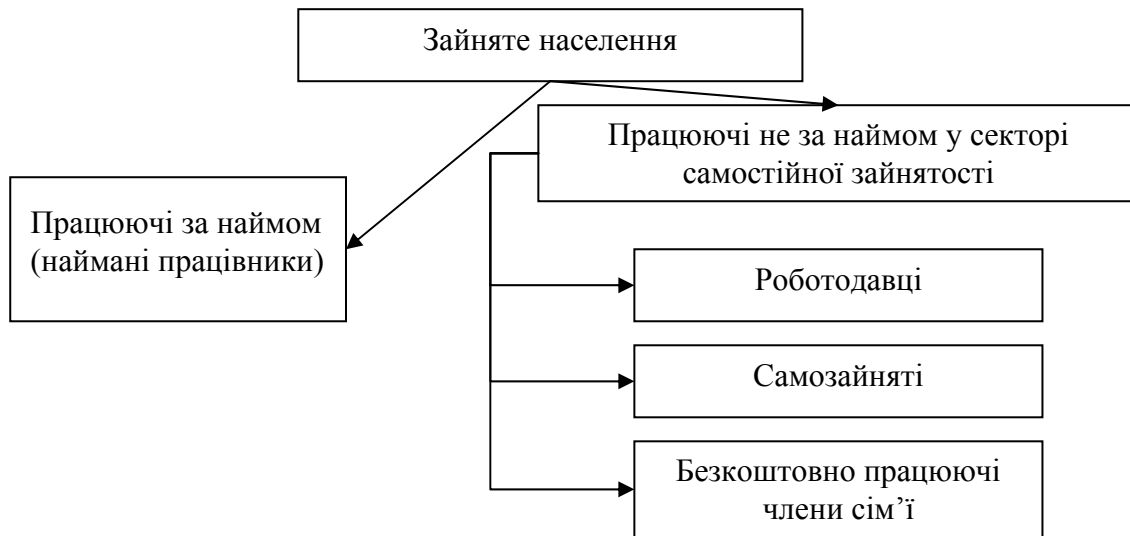 Зайняте населення
Працюючі не за наймом у секторі
самостійної зайнятості
Працюючі за наймом
(наймані працівники)
Роботодавці
Самозайняті
Безкоштовно працюючі
члени сім’ї